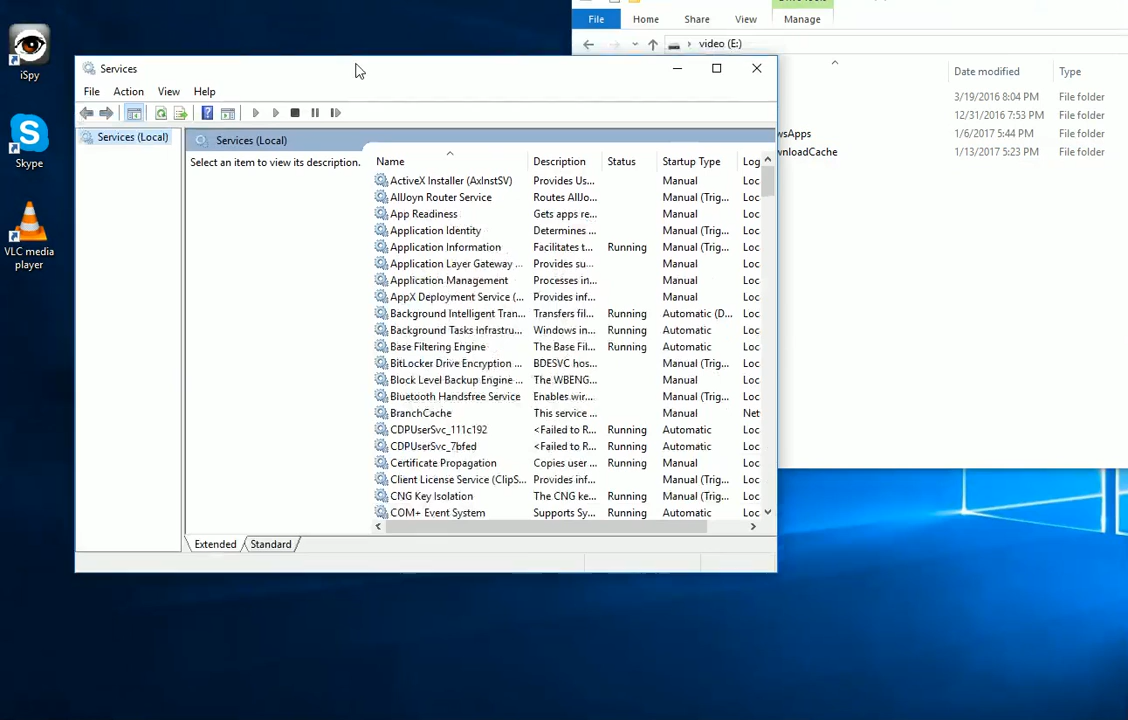 iSpy
Skype
VLC media
player
File Home Share View Manage
video (E:)
Date modified Type
3/19/2016 8:04 PM File folder
12/31/2016 7:53 PM File folder
wsApps 1/6/2017 5:44 PM File folder
wnloadCache 1/13/2017 5:23 PM File folder
Services
File Action View Help
Services (Local)
Services (Local)
Select an item to view its description.
Name Description Status Startup Type Log
ActiveX Installer (AxInstSV) Provides Us... Manual Loc
AllJoyn Router Service Routes AllJo... Manual (Trig... Loc
App Readiness Gets apps re... Manual Loc
Application Identity Determines ... Manual (Trig... Loc
Application Information Facilitates t... Running Manual (Trig... Loc
Application Layer Gateway ... Provides su... Manual Loc
Application Management Processes in... Manual Loc
AppX Deployment Service (... Provides inf... Manual Loc
Background Intelligent Tran... Transfers fil... Running Automatic (D... Loc
Background Tasks Infrastru... Windows in... Running Automatic Loc
Base Filtering Engine The Base Fil... Running Automatic Loc
BitLocker Drive Encryption ... BDESVC hos... Manual (Trig... Loc
Block Level Backup Engine ... The WBENG... Manual Loc
Bluetooth Handsfree Service Enables wir... Manual (Trig... Loc
BranchCache This service ... Manual Net
CDPUserSvc_111c192 <Failed to R... Running Automatic Loc
CDPUserSvc_7bfed <Failed to R... Running Automatic Loc
Certificate Propagation Copies user ... Running Manual Loc
Client License Service (ClipS... Provides inf... Manual (Trig... Loc
CNG Key Isolation The CNG ke... Running Manual (Trig... Loc
COM+ Event System Supports Sy... Running Automatic Loc
Extended Standard